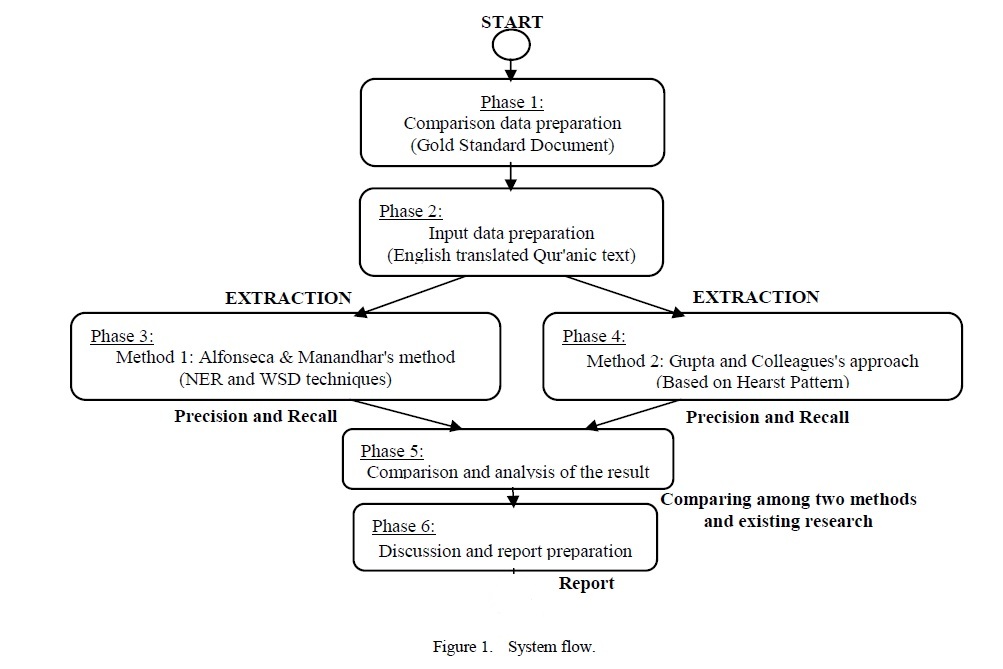 START
Phase 1:
Comparison data preparation
(Gold Standard Document)
Phase 2:
Input data preparation
(English translated Qur'anic text)
EXTRACTION
EXTRACTION
Phase 3:
Method 1: Alfonseca & Manandhar's method
(NER and WSD techniques)
Phase 4:
Method 2: Gupta and Colleagues's approach
(Based on Hearst Pattern)
Precision and Recall
Precision and Recall
Phase 5:
Comparison and analysis of the result
Comparing among two methods
and existing research
Phase 6:
Discussion and report preparation
Report
Figure 1. System flow.